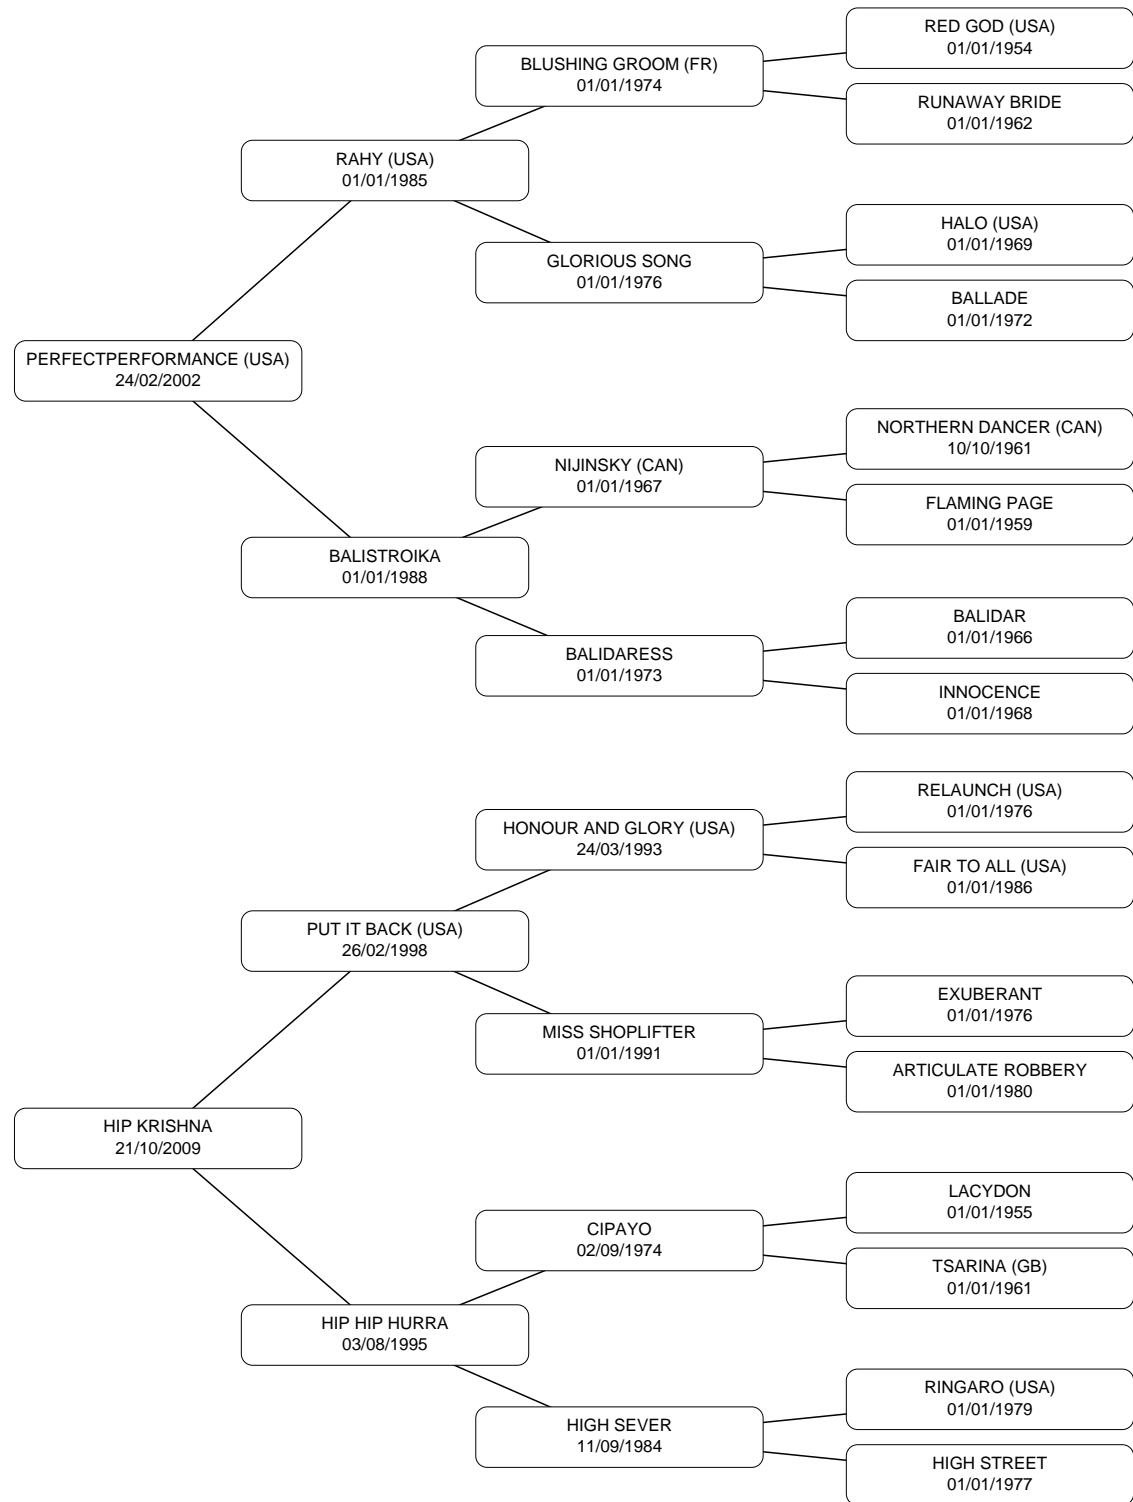 RED GOD (USA)
01/01/1954
BLUSHING GROOM (FR)
01/01/1974
RUNAWAY BRIDE
01/01/1962
RAHY (USA)
01/01/1985
HALO (USA)
01/01/1969
GLORIOUS SONG
01/01/1976
BALLADE
01/01/1972
PERFECTPERFORMANCE (USA)
24/02/2002
NORTHERN DANCER (CAN)
10/10/1961
NIJINSKY (CAN)
01/01/1967
FLAMING PAGE
01/01/1959
BALISTROIKA
01/01/1988
BALIDAR
01/01/1966
BALIDARESS
01/01/1973
INNOCENCE
01/01/1968
RELAUNCH (USA)
01/01/1976
HONOUR AND GLORY (USA)
24/03/1993
FAIR TO ALL (USA)
01/01/1986
PUT IT BACK (USA)
26/02/1998
EXUBERANT
01/01/1976
MISS SHOPLIFTER
01/01/1991
ARTICULATE ROBBERY
01/01/1980
HIP KRISHNA
21/10/2009
LACYDON
01/01/1955
CIPAYO
02/09/1974
TSARINA (GB)
01/01/1961
HIP HIP HURRA
03/08/1995
RINGARO (USA)
01/01/1979
HIGH SEVER
11/09/1984
HIGH STREET
01/01/1977